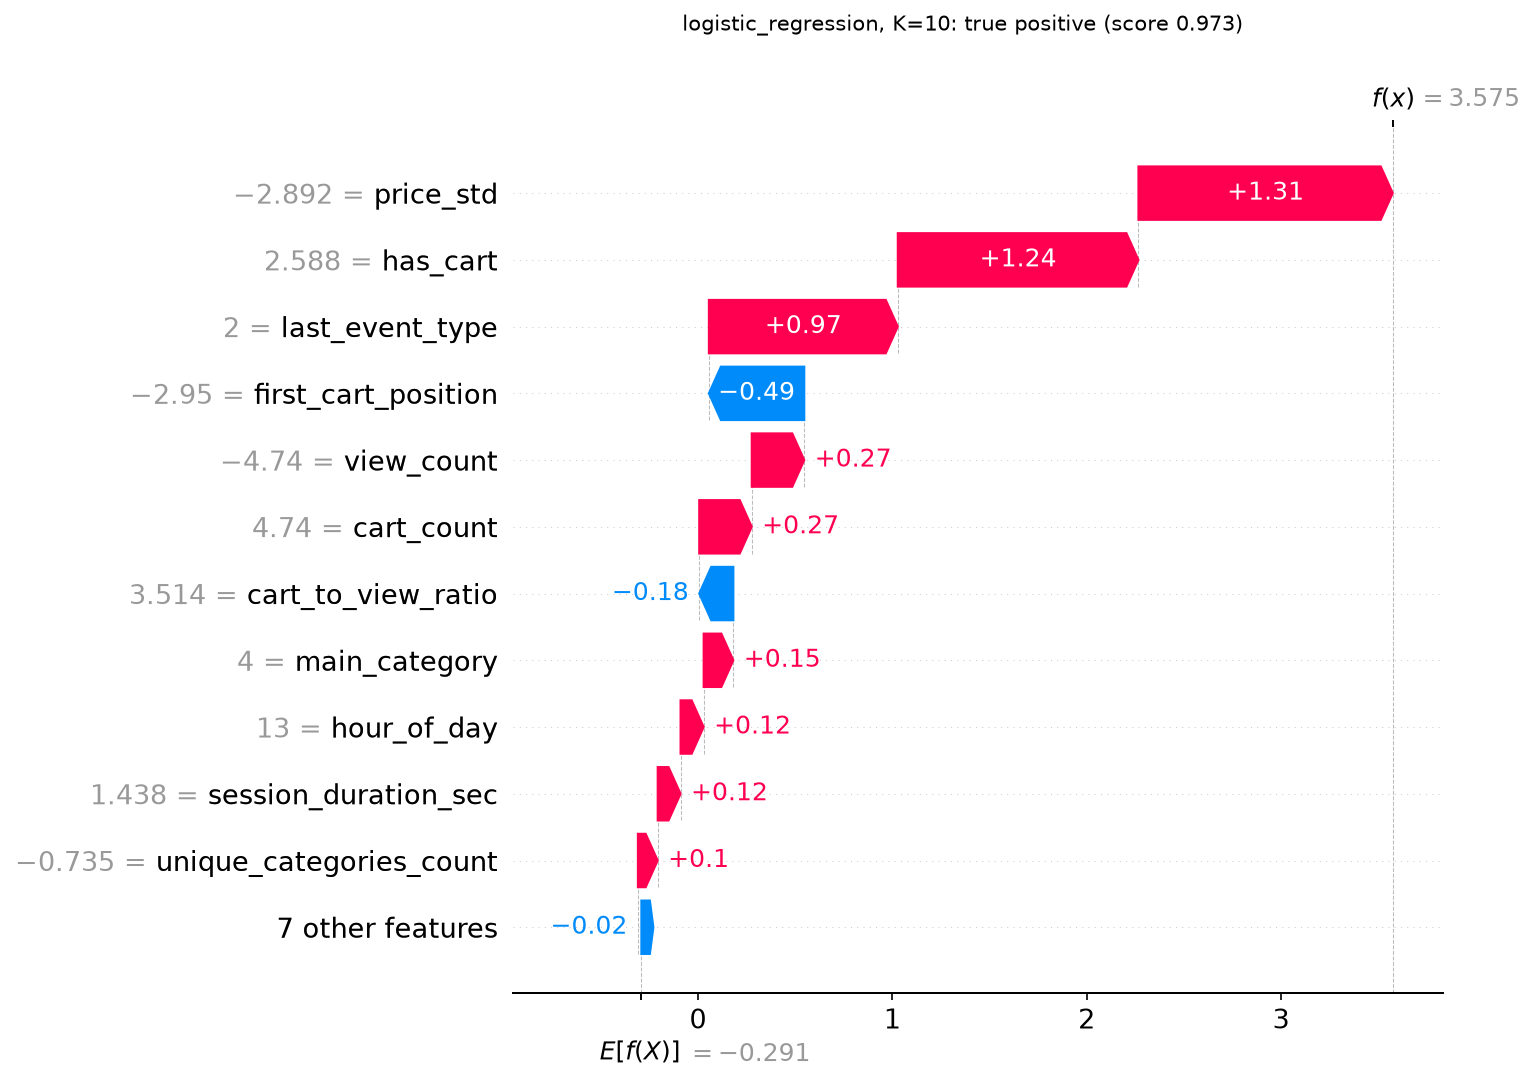 logistic_regression, K=10: true positive (score 0.973)
f(x) = 3.575
−2.892 = price_std +1.31
2.588 = has_cart +1.24
2 = last_event_type +0.97
−2.95 = first_cart_position −0.49
−4.74 = view_count +0.27
4.74 = cart_count +0.27
3.514 = cart_to_view_ratio −0.18
4 = main_category +0.15
13 = hour_of_day +0.12
1.438 = session_duration_sec +0.12
−0.735 = unique_categories_count +0.1
7 other features −0.02
0 1 2 3
E[f(X)] = −0.291